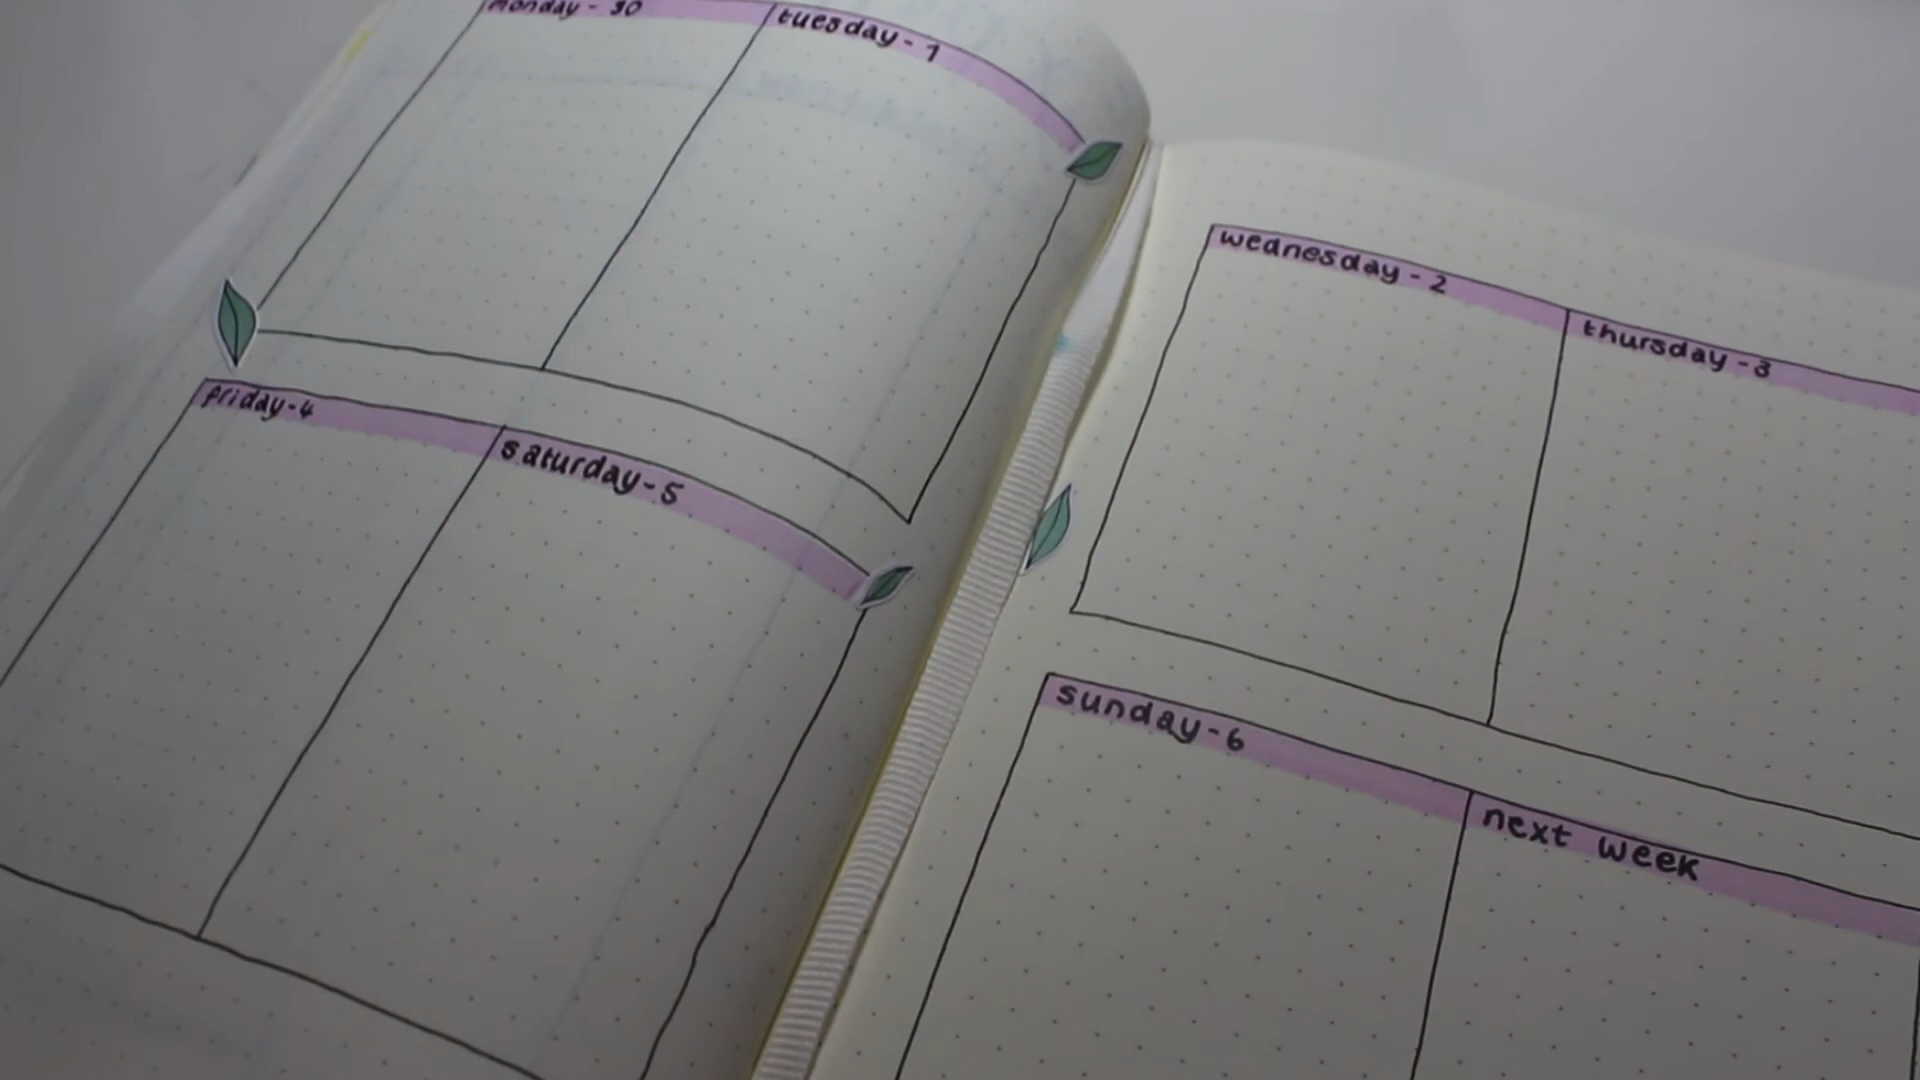 monday - 30
tuesday - 1
wednesday - 2
thursday - 3
friday - 4
saturday - 5
sunday - 6
next week